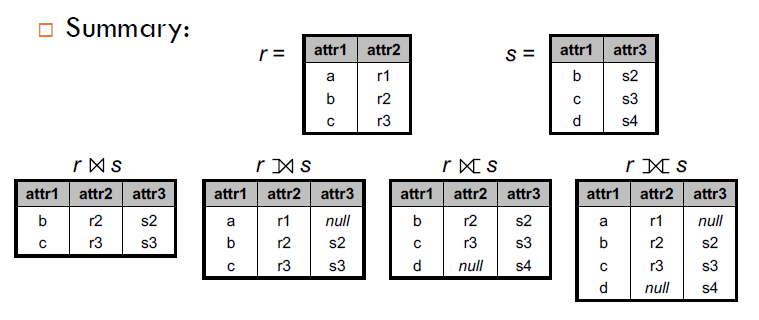 Summary:
r = attr1 attr2
a r1
b r2
c r3
s = attr1 attr3
b s2
c s3
d s4
r ⋈ s
attr1 attr2 attr3
b r2 s2
c r3 s3
r ⟕ s
attr1 attr2 attr3
a r1 null
b r2 s2
c r3 s3
r ⟖ s
attr1 attr2 attr3
b r2 s2
c r3 s3
d null s4
r ⟗ s
attr1 attr2 attr3
a r1 null
b r2 s2
c r3 s3
d null s4